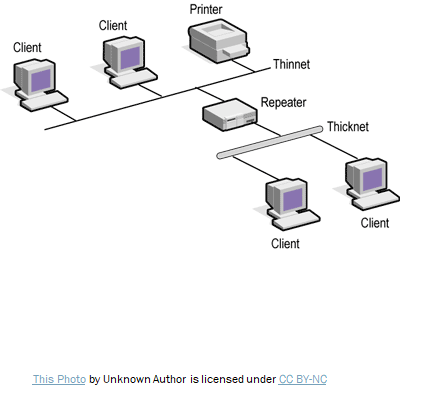 Printer
Client
Client
Thinnet
Repeater
Thicknet
Client
Client
This Photo by Unknown Author is licensed under CC BY-NC